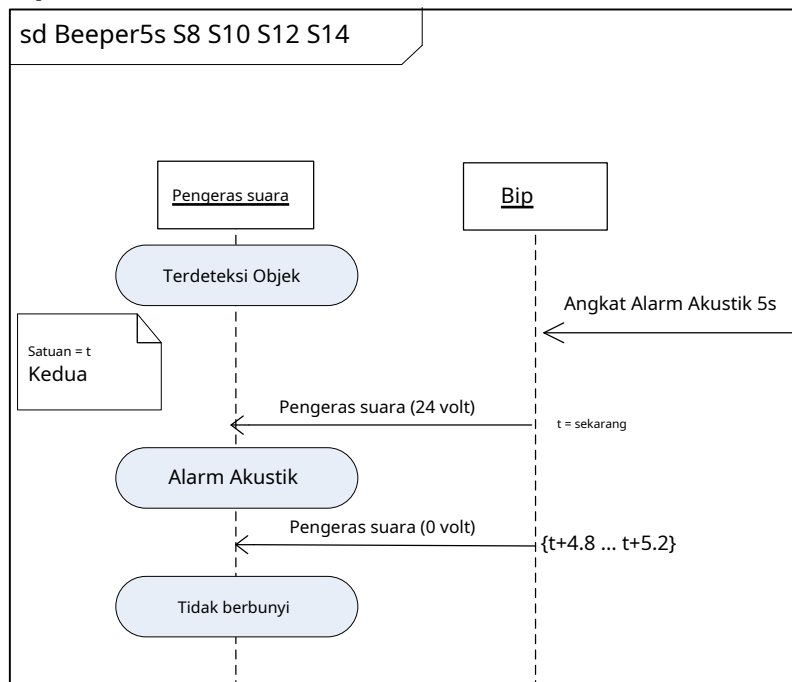 sd Beeper5s S8 S10 S12 S14
Pengeras suara
Bip
Terdeteksi Objek
Angkat Alarm Akustik 5s
Satuan = t
Kedua
Pengeras suara (24 volt)
t = sekarang
Alarm Akustik
Pengeras suara (0 volt)
{t+4.8 ... t+5.2}
Tidak berbunyi